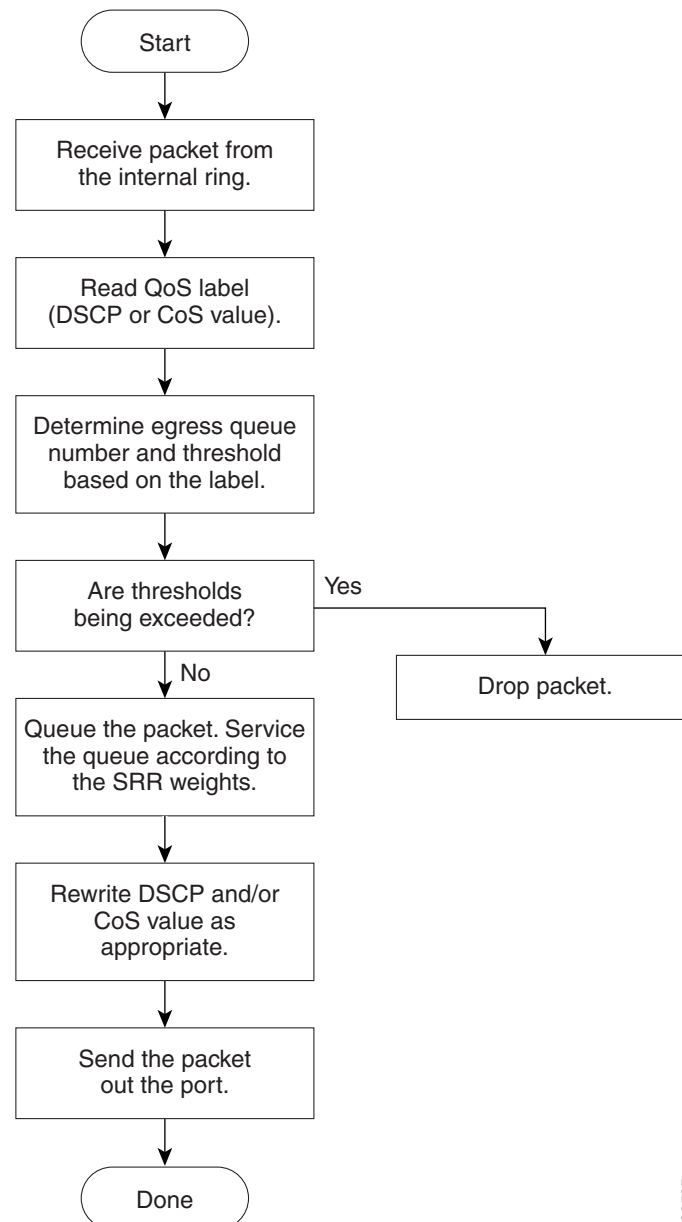 Start
Receive packet from
the internal ring.
Read QoS label
(DSCP or CoS value).
Determine egress queue
number and threshold
based on the label.
Are thresholds
being exceeded?
Yes
No
Drop packet.
Queue the packet. Service
the queue according to
the SRR weights.
Rewrite DSCP and/or
CoS value as
appropriate.
Send the packet
out the port.
Done